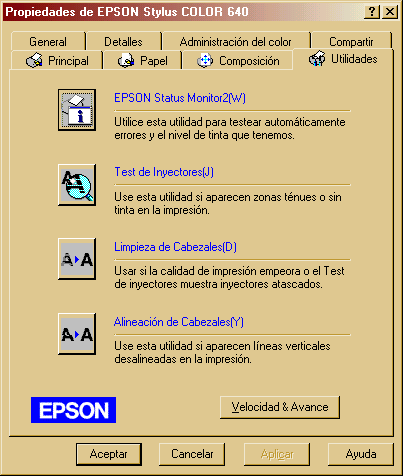 Propiedades de EPSON Stylus COLOR 640
General Detalles Administración del color Compartir
Principal Papel Composición Utilidades
EPSON Status Monitor2(W)
Utilice esta utilidad para testear automáticamente
errores y el nivel de tinta que tenemos.
Test de Inyectores(J)
Use esta utilidad si aparecen zonas ténues o sin
tinta en la impresión.
Limpieza de Cabezales(D)
Usar si la calidad de impresión empeora o el Test
de inyectores muestra inyectores atascados.
Alineación de Cabezales(Y)
Use esta utilidad si aparecen líneas verticales
desalineadas en la impresión.
EPSON
Velocidad & Avance
Aceptar Cancelar Aplicar Ayuda